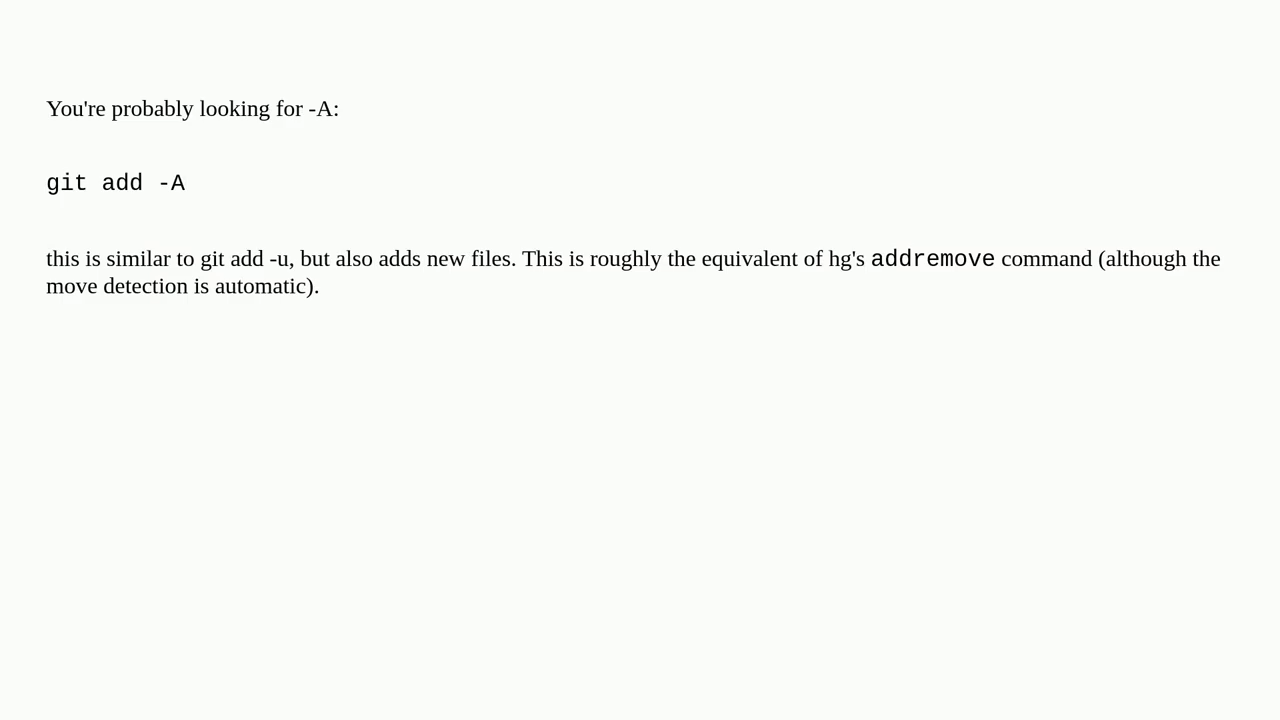 You're probably looking for -A:
git add -A
this is similar to git add -u, but also adds new files. This is roughly the equivalent of hg's addremove command (although the
move detection is automatic).